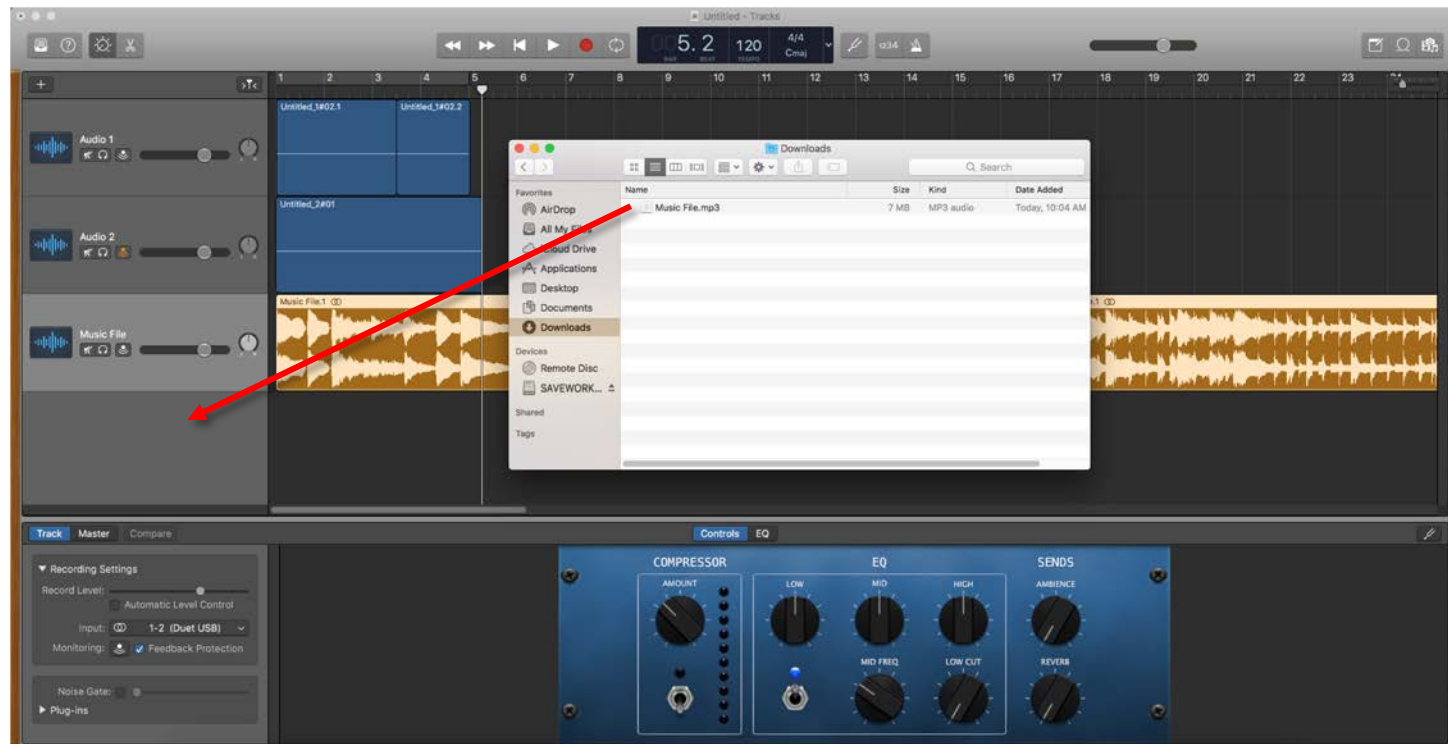 Untitled - Tracks
005. 2 120 4/4 Cmaj
BAR BEAT TEMPO
1234
1 2 3 4 5 6 7 8 9 10 11 12 13 14 15 16 17 18 19 20 21 22 23
Untitled_1#02.1 Untitled_1#02.2
Audio 1
Untitled_2#01
Audio 2
Music File.1
Music File
Downloads
Search
Favorites
AirDrop
All My Files
iCloud Drive
Applications
Desktop
Documents
Downloads
Devices
Remote Disc
SAVEWORK...
Shared
Tags
Name Size Kind Date Added
Music File.mp3 7 MB MP3 audio Today, 10:04 AM
Track Master Compare
Controls EQ
Recording Settings
Record Level:
Automatic Level Control
Input: 1-2 (Duet USB)
Monitoring: Feedback Protection
Noise Gate:
Plug-ins
COMPRESSOR EQ SENDS
AMOUNT LOW MID HIGH AMBIENCE
MID FREQ LOW CUT REVERB